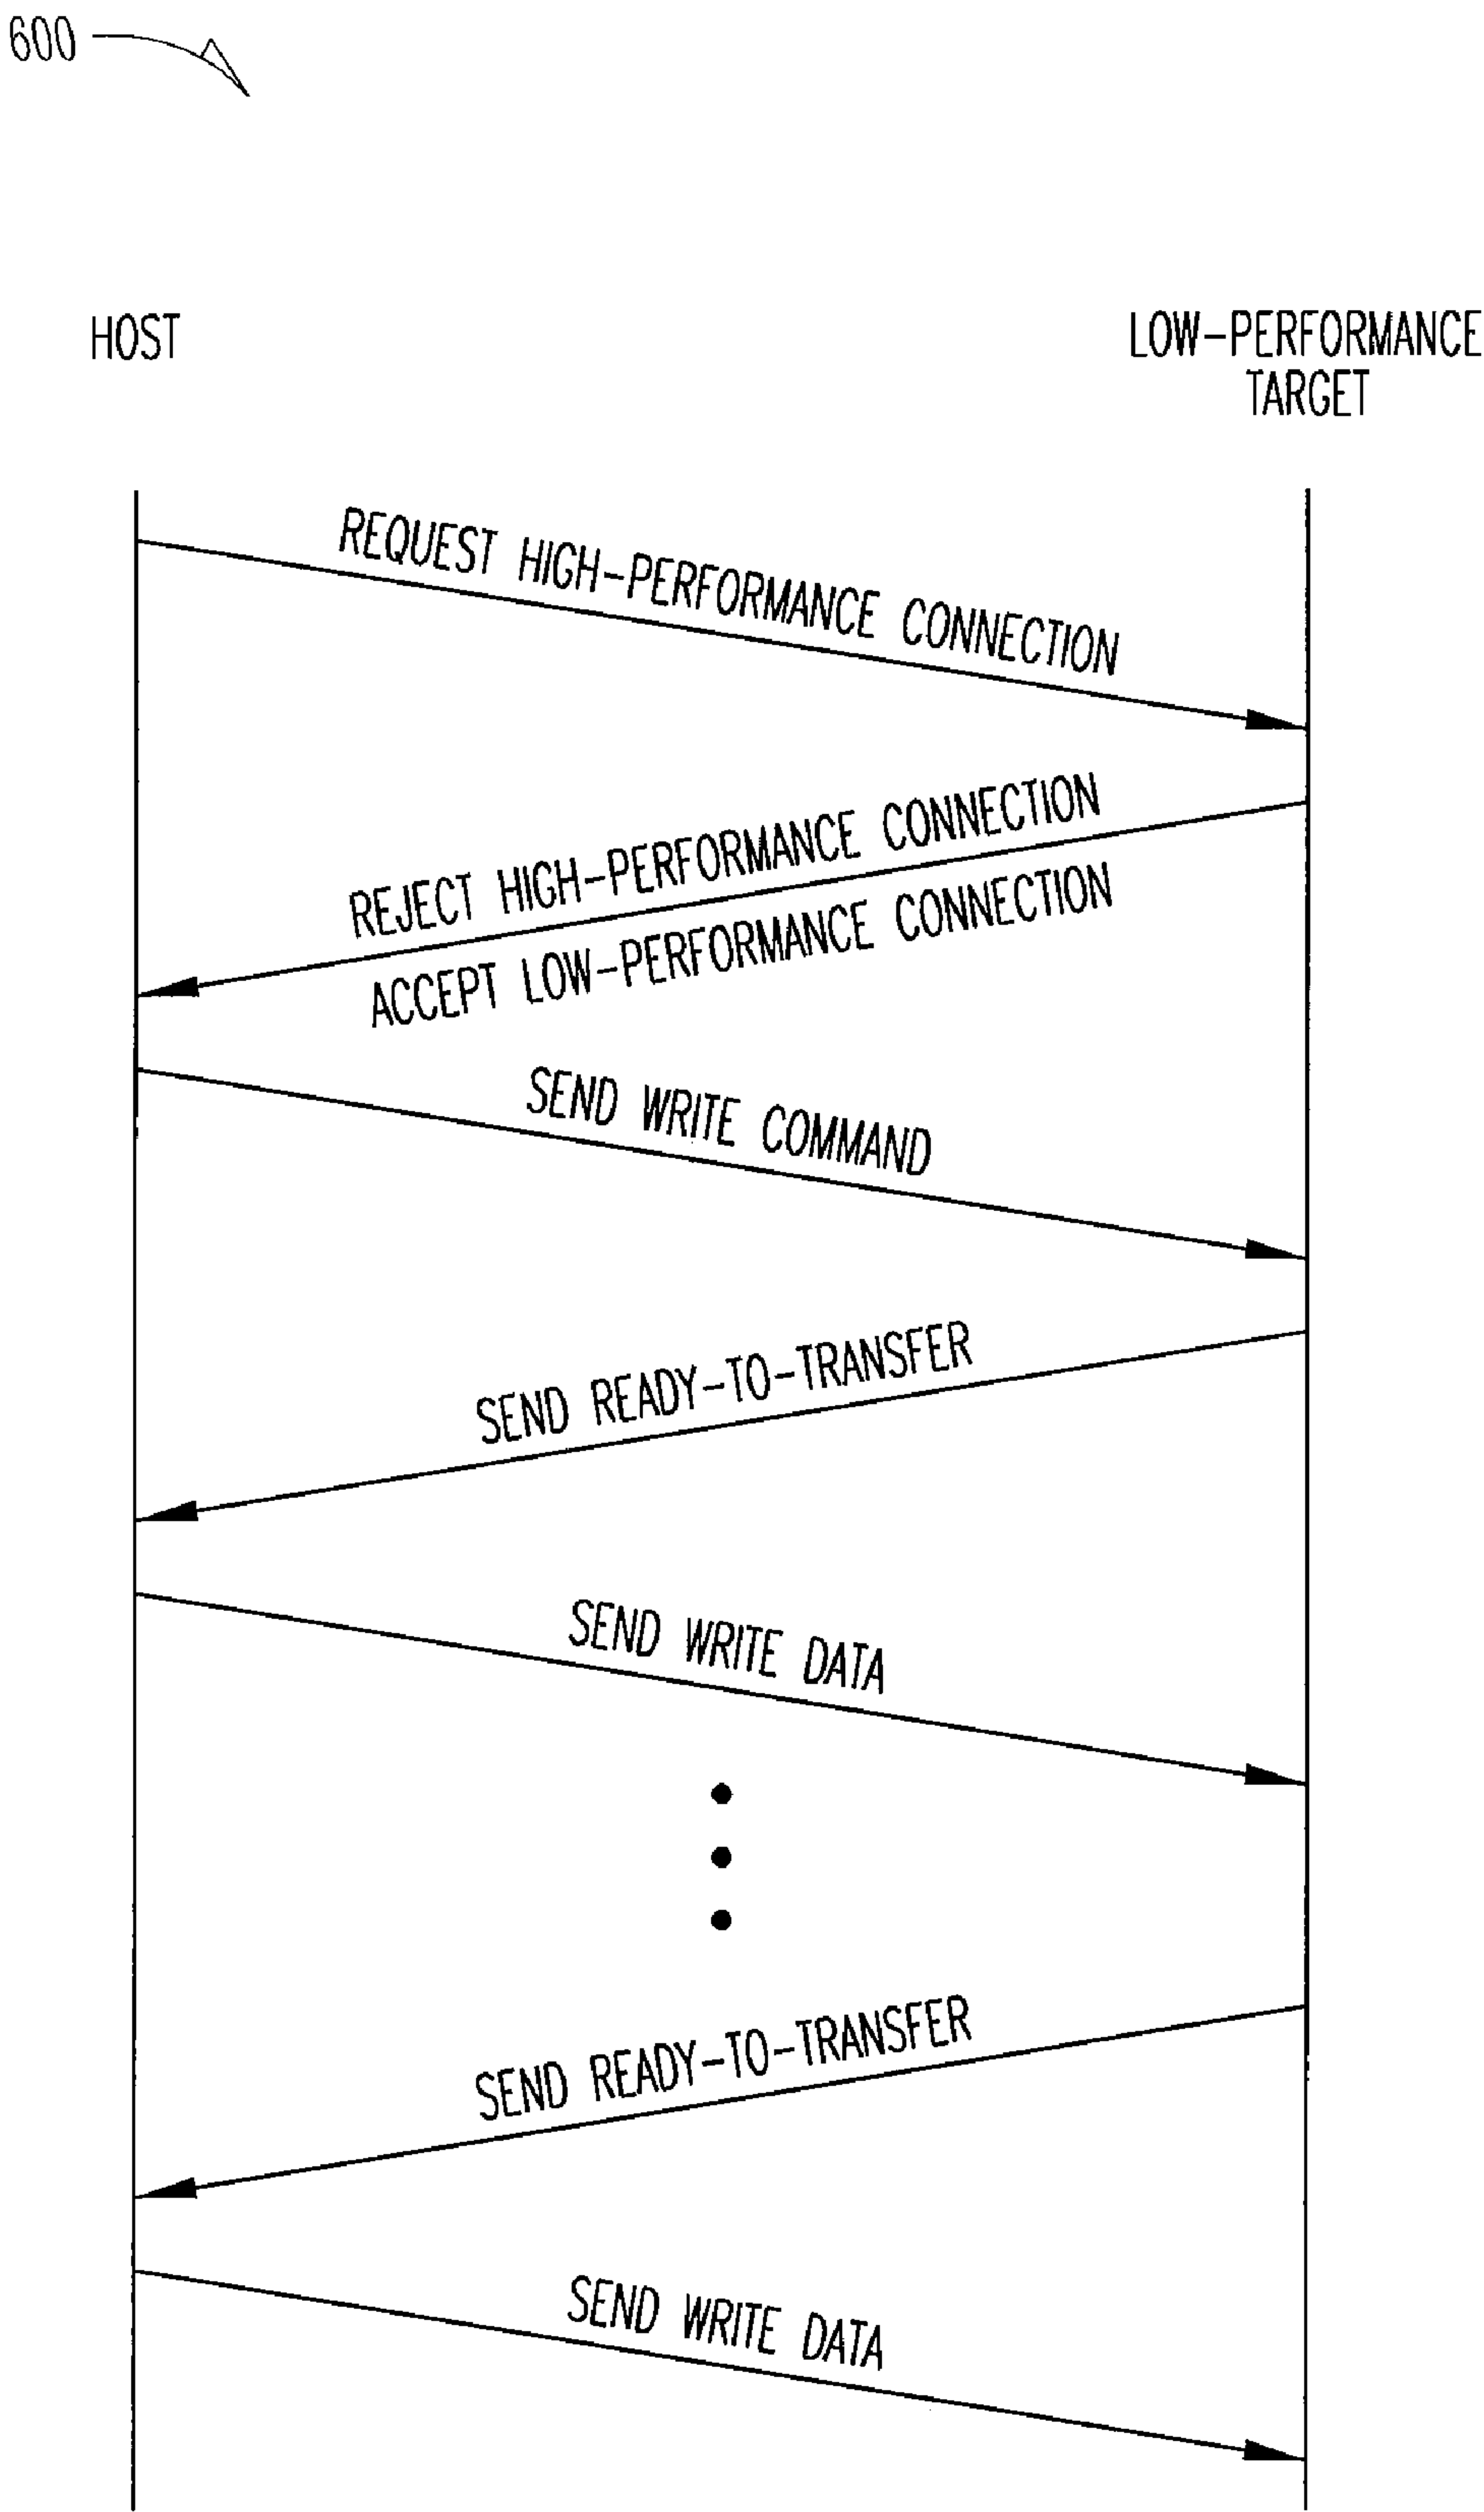 600
HOST
LOW-PERFORMANCE
TARGET
REQUEST HIGH-PERFORMANCE CONNECTION
REJECT HIGH-PERFORMANCE CONNECTION
ACCEPT LOW-PERFORMANCE CONNECTION
SEND WRITE COMMAND
SEND READY-TO-TRANSFER
SEND WRITE DATA
SEND READY-TO-TRANSFER
SEND WRITE DATA